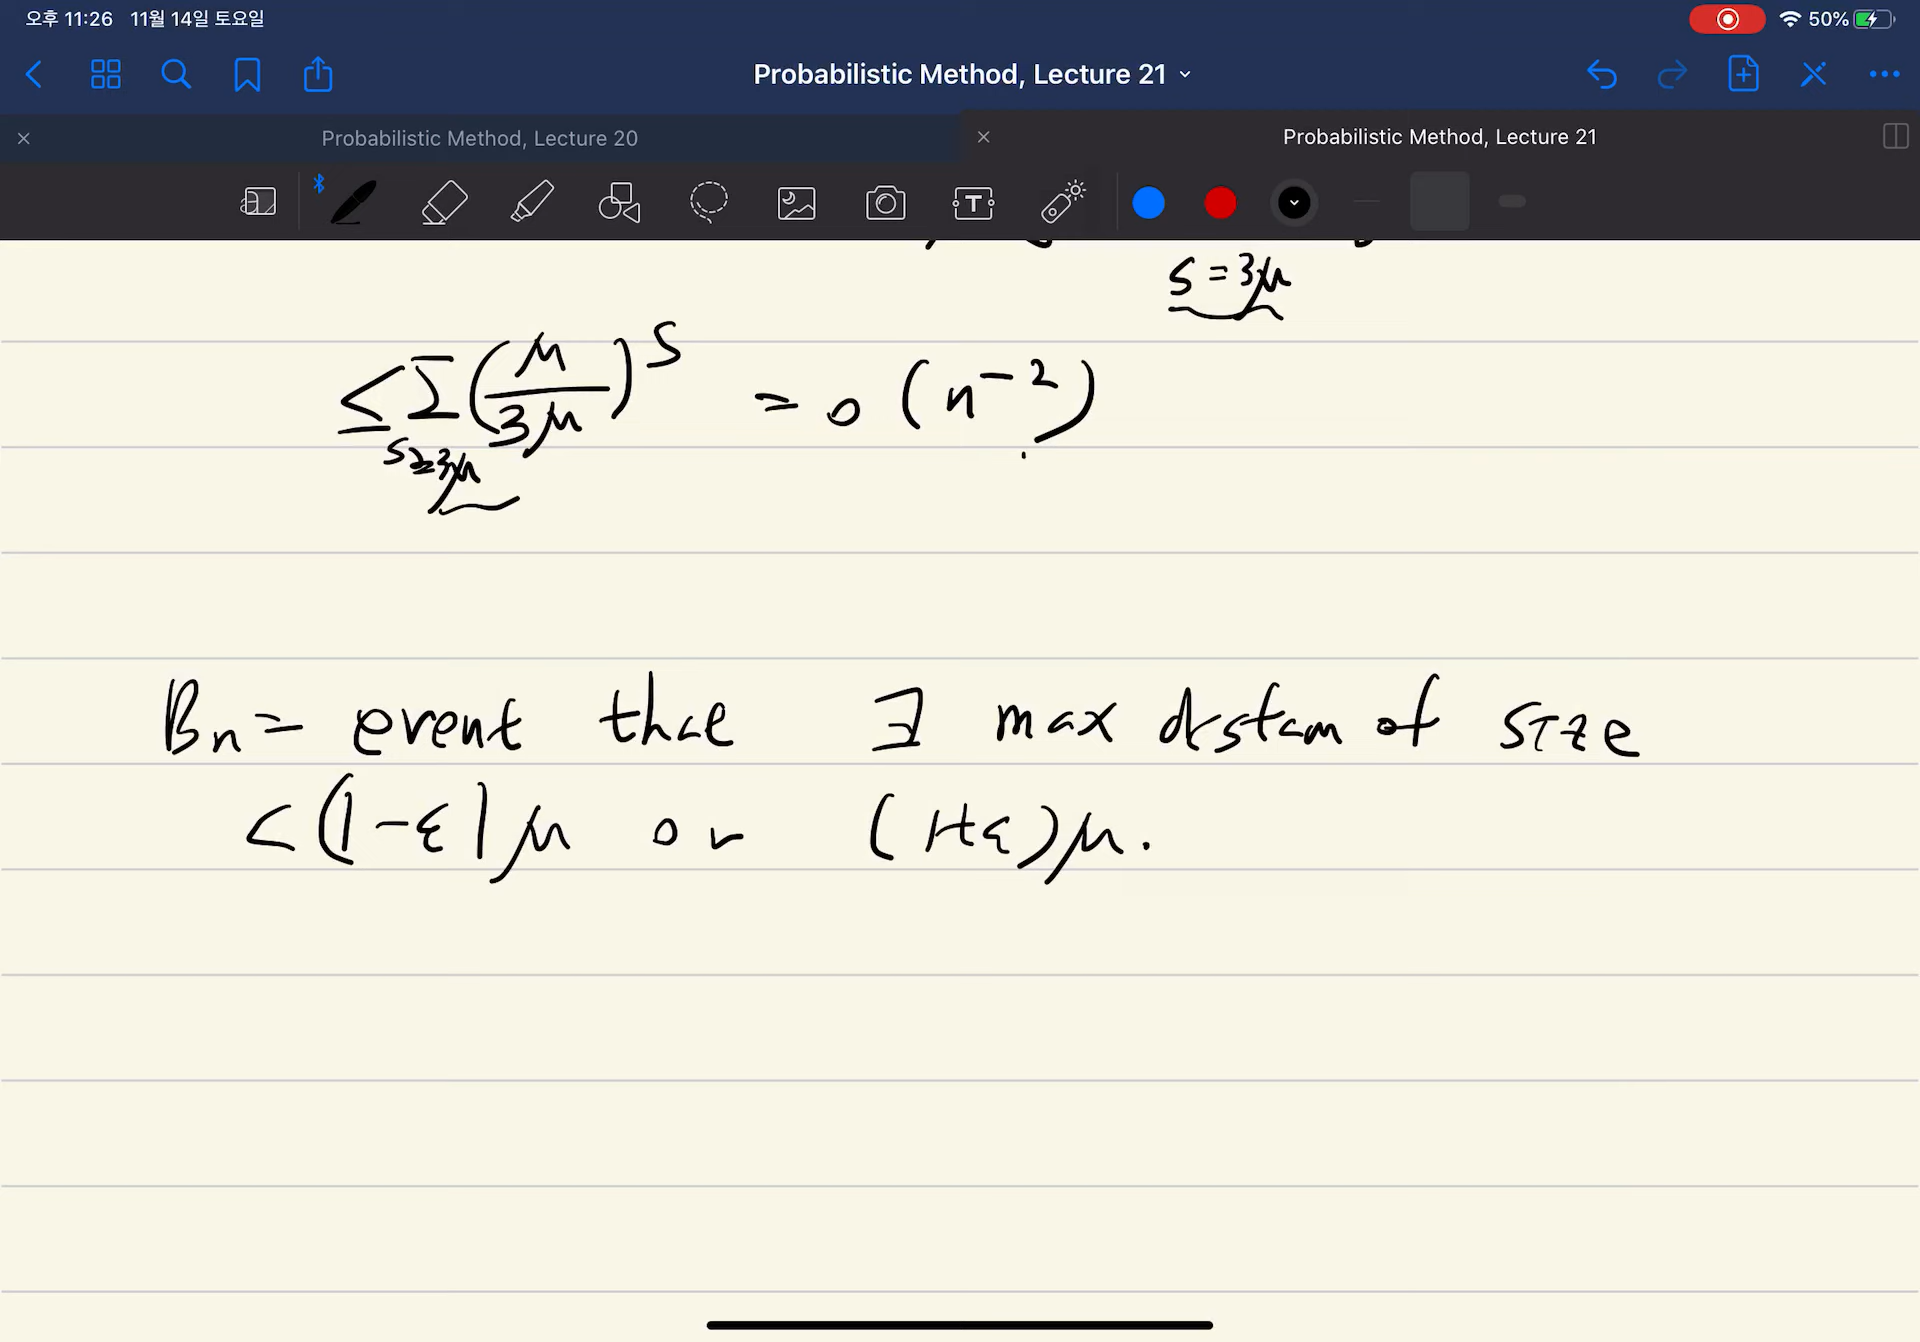 오후 11:26 11월 14일 토요일 50%
Probabilistic Method, Lecture 21
Probabilistic Method, Lecture 20 Probabilistic Method, Lecture 21
s = 3μ
≤ Σ (μ/3μ)^s = o(n^-2)
s≥3μ
Bn = event that ∃ max disfam of size
< (1-ε)μ or (1+ε)μ.